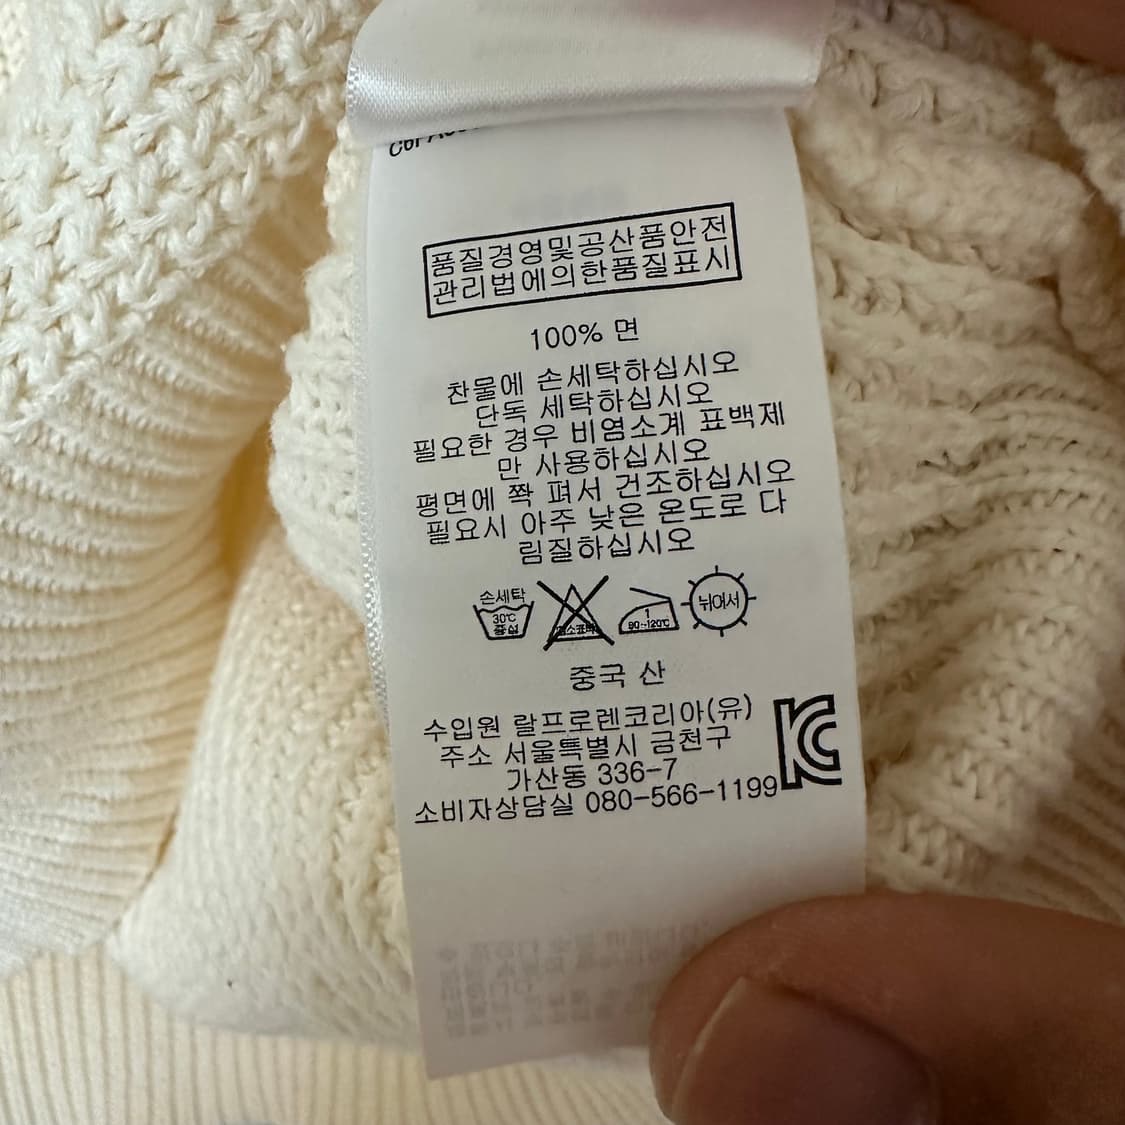 품질경영및공산품안전
관리법에의한품질표시
100% 면
찬물에 손세탁하십시오
단독 세탁하십시오
필요한 경우 비염소계 표백제
만 사용하십시오
평면에 쫙 펴서 건조하십시오
필요시 아주 낮은 온도로 다
림질하십시오
손세탁
30℃
중성
1
80~120℃
뉘어서
중국 산
수입원 랄프로렌코리아(유)
주소 서울특별시 금천구
가산동 336-7
소비자상담실 080-566-1199
KC